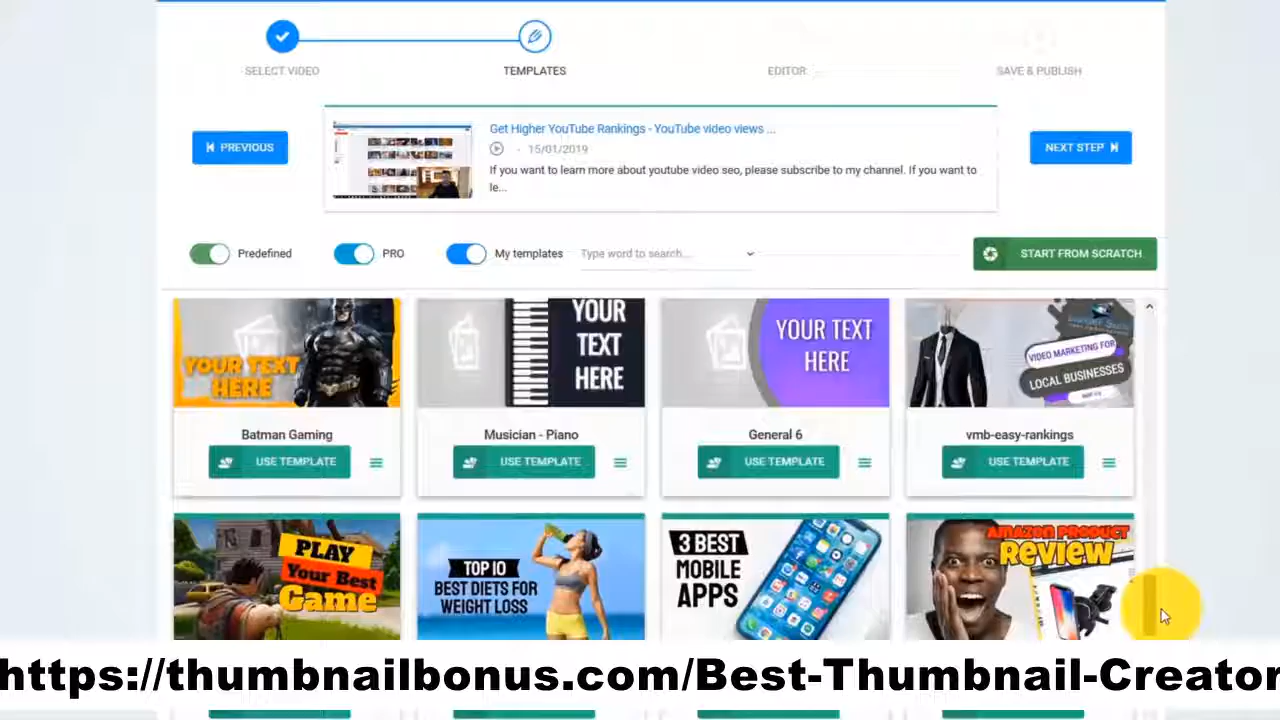 SELECT VIDEO
TEMPLATES
EDITOR
SAVE & PUBLISH
PREVIOUS
Get Higher YouTube Rankings - YouTube video views ...
- 15/01/2019
If you want to learn more about youtube video seo, please subscribe to my channel. If you want to
le...
NEXT STEP
Predefined
PRO
My templates
Type word to search...
START FROM SCRATCH
YOUR TEXT
HERE
YOUR
TEXT
HERE
YOUR TEXT
HERE
VIDEO MARKETING FOR
LOCAL BUSINESSES
Batman Gaming
Musician - Piano
General 6
vmb-easy-rankings
USE TEMPLATE
USE TEMPLATE
USE TEMPLATE
USE TEMPLATE
PLAY
Your Best
Game
TOP 10
BEST DIETS FOR
WEIGHT LOSS
3 BEST
MOBILE
APPS
AMAZON PRODUCT
REVIEW
https://thumbnailbonus.com/Best-Thumbnail-Creator